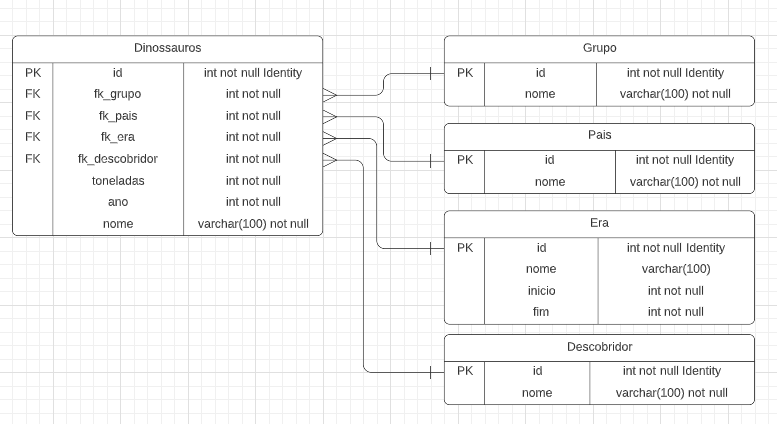 Dinossauros
PK id int not null Identity
FK fk_grupo int not null
FK fk_pais int not null
FK fk_era int not null
FK fk_descobridor int not null
toneladas int not null
ano int not null
nome varchar(100) not null
Grupo
PK id int not null Identity
nome varchar(100) not null
Pais
PK id int not null Identity
nome varchar(100) not null
Era
PK id int not null Identity
nome varchar(100)
inicio int not null
fim int not null
Descobridor
PK id int not null Identity
nome varchar(100) not null